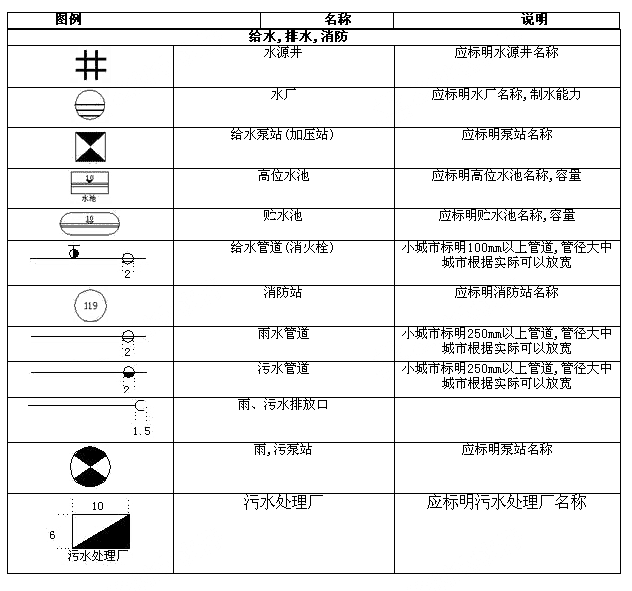 图例 名称 说明
给水,排水,消防
水源井 应标明水源井名称
水厂 应标明水厂名称,制水能力
给水泵站(加压站) 应标明泵站名称
10
水池
高位水池 应标明高位水池名称,容量
10
贮水池 应标明贮水池名称,容量
给水管道(消火栓) 小城市标明100mm以上管道,管径大中
城市根据实际可以放宽
2
119
消防站 应标明消防站名称
雨水管道 小城市标明250mm以上管道,管径大中
城市根据实际可以放宽
2
污水管道 小城市标明250mm以上管道,管径大中
城市根据实际可以放宽
2
雨、污水排放口
1.5
雨,污泵站 应标明泵站名称
污水处理厂 应标明污水处理厂名称
10
6
污水处理厂